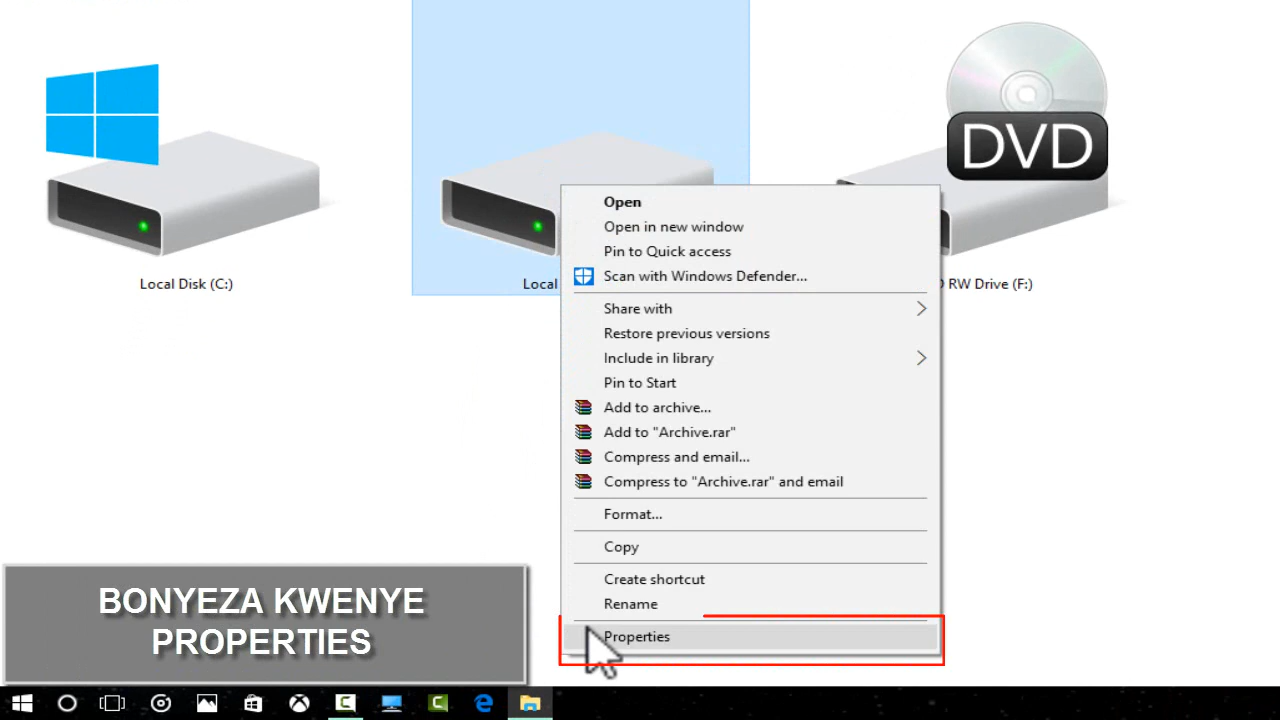 DVD
Local Disk (C:)
Local
RW Drive (F:)
Open
Open in new window
Pin to Quick access
Scan with Windows Defender...
Share with
Restore previous versions
Include in library
Pin to Start
Add to archive...
Add to "Archive.rar"
Compress and email...
Compress to "Archive.rar" and email
Format...
Copy
Create shortcut
Rename
Properties
BONYEZA KWENYE
PROPERTIES